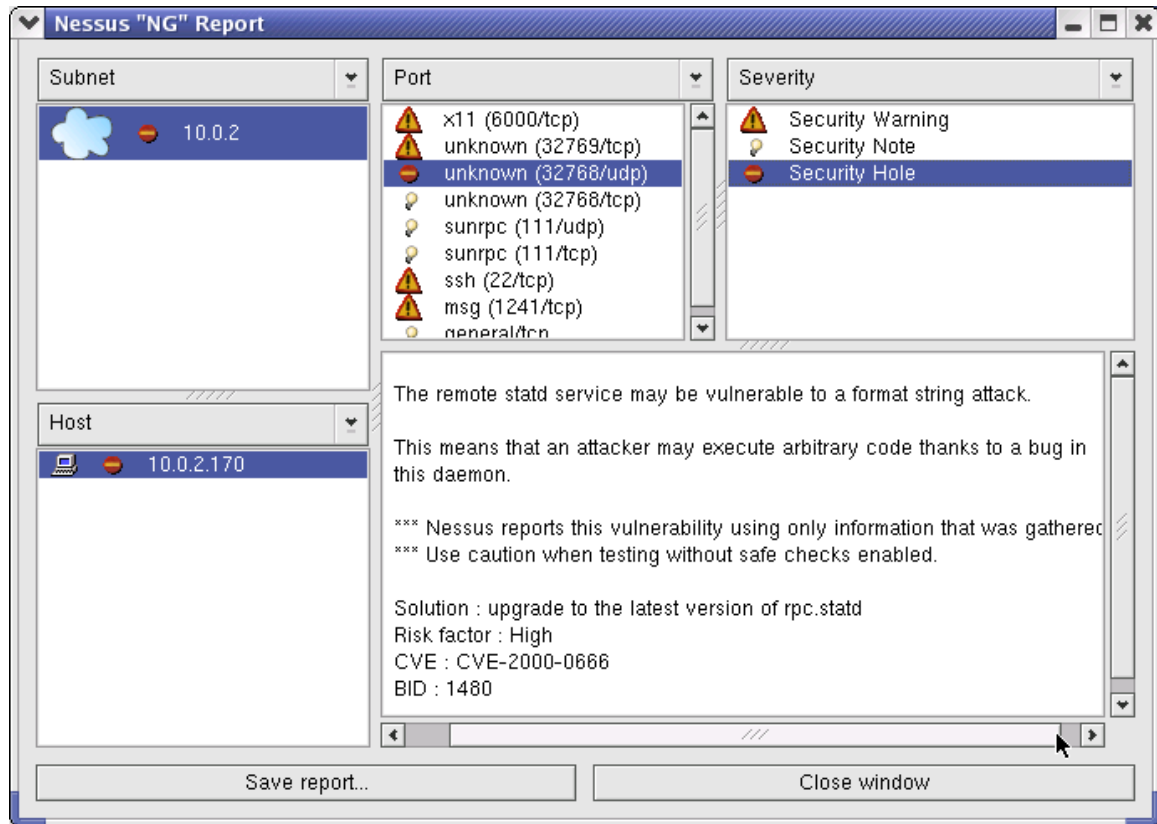 Nessus "NG" Report
Subnet
10.0.2
Port
x11 (6000/tcp)
unknown (32769/tcp)
unknown (32768/udp)
unknown (32768/tcp)
sunrpc (111/udp)
sunrpc (111/tcp)
ssh (22/tcp)
msg (1241/tcp)
general/tcp
Severity
Security Warning
Security Note
Security Hole
Host
10.0.2.170
The remote statd service may be vulnerable to a format string attack.
This means that an attacker may execute arbitrary code thanks to a bug in
this daemon.
*** Nessus reports this vulnerability using only information that was gathered
*** Use caution when testing without safe checks enabled.
Solution : upgrade to the latest version of rpc.statd
Risk factor : High
CVE : CVE-2000-0666
BID : 1480
Save report...
Close window